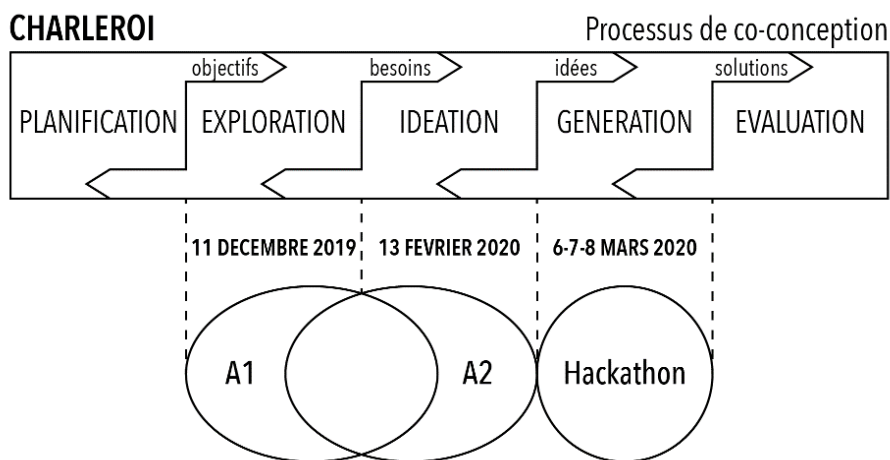 CHARLEROI
Processus de co-conception
objectifs
besoins
idées
solutions
PLANIFICATION
EXPLORATION
IDEATION
GENERATION
EVALUATION
11 DECEMBRE 2019
13 FEVRIER 2020
6-7-8 MARS 2020
A1
A2
Hackathon